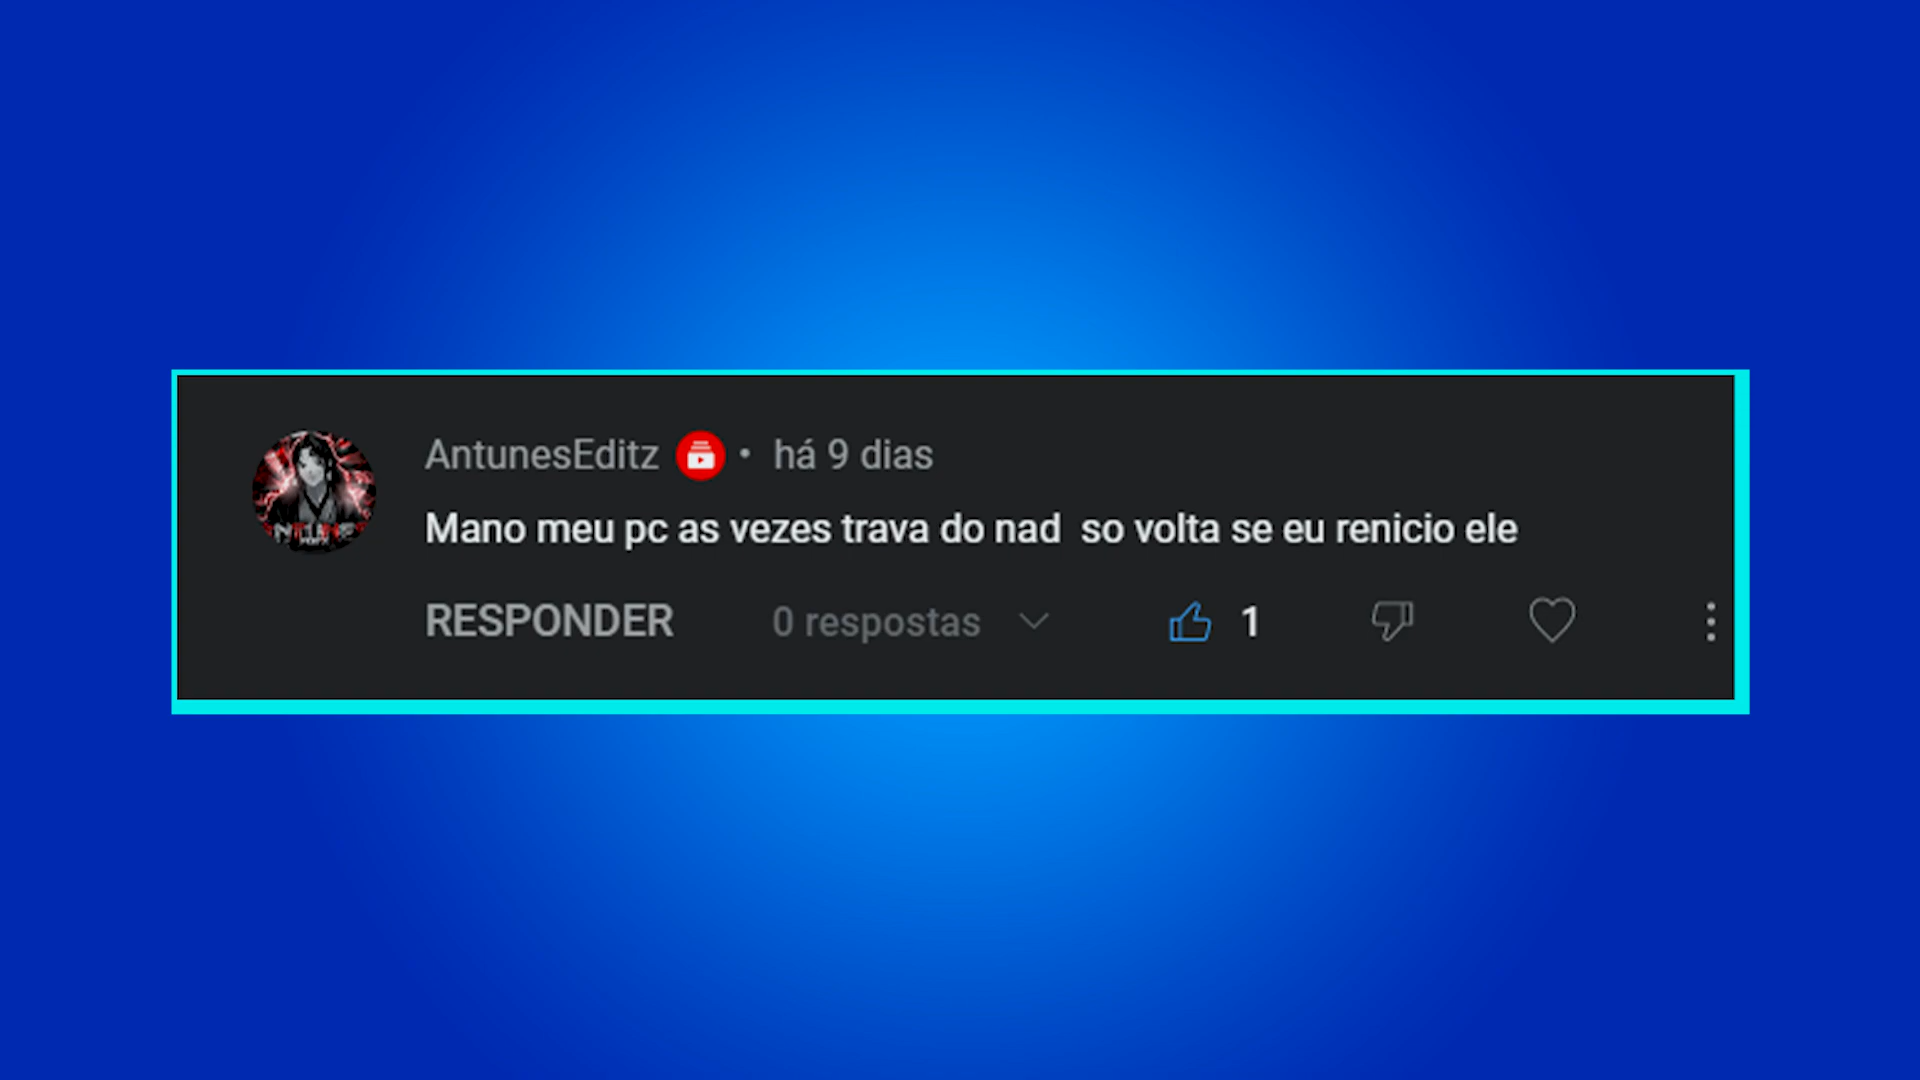 AntunesEditz • há 9 dias
Mano meu pc as vezes trava do nad  so volta se eu renicio ele
RESPONDER 0 respostas 1